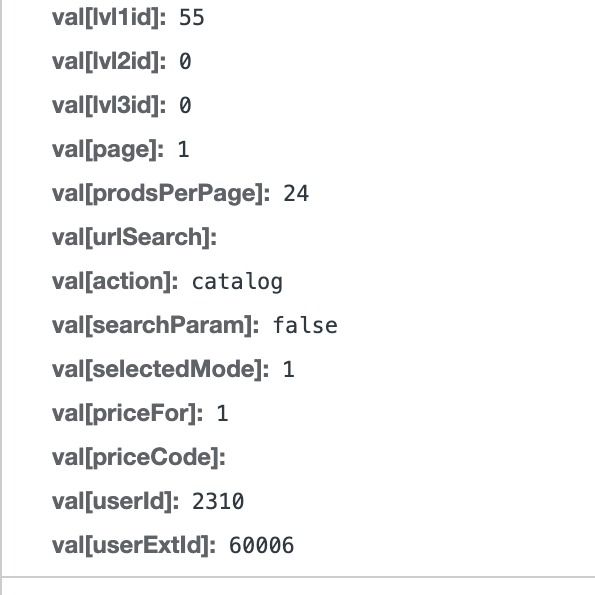 val[lvl1id]: 55
val[lvl2id]: 0
val[lvl3id]: 0
val[page]: 1
val[prodsPerPage]: 24
val[urlSearch]:
val[action]: catalog
val[searchParam]: false
val[selectedMode]: 1
val[priceFor]: 1
val[priceCode]:
val[userId]: 2310
val[userExtId]: 60006